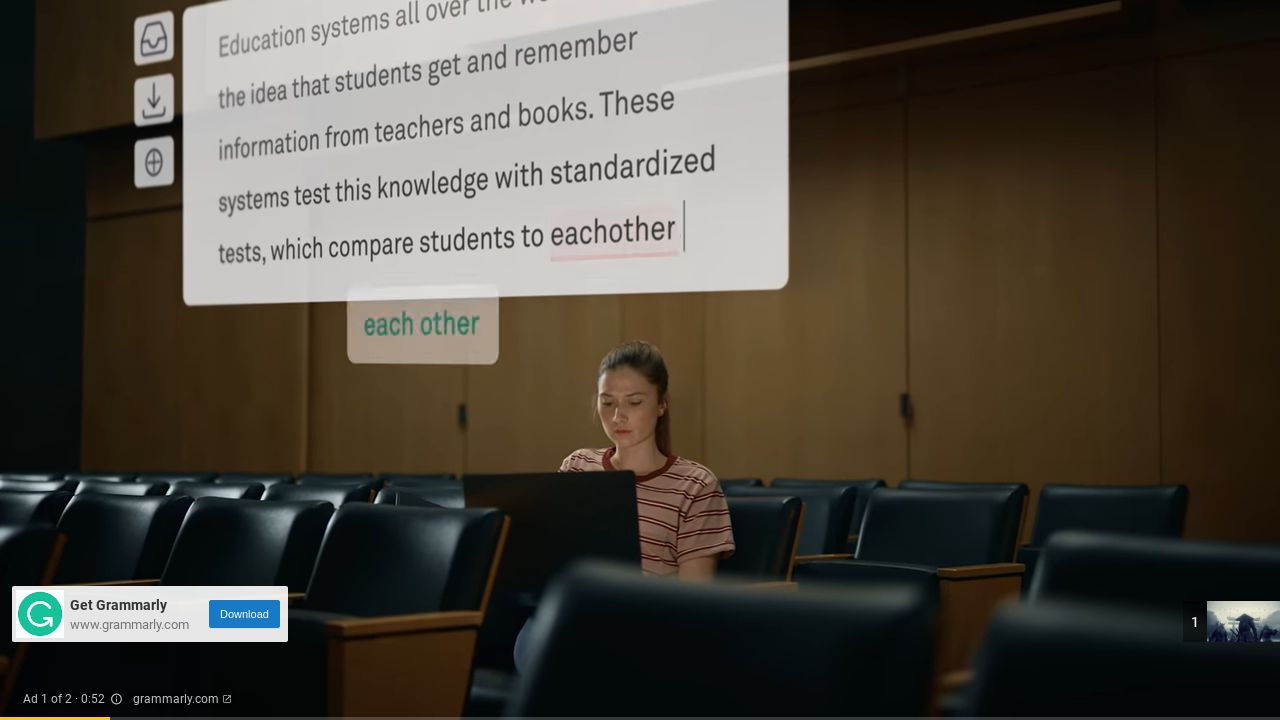 Education systems all over the
the idea that students get and remember
information from teachers and books. These
systems test this knowledge with standardized
tests, which compare students to eachother
each other
Get Grammarly
www.grammarly.com
Download
1
Ad 1 of 2 · 0:52
grammarly.com